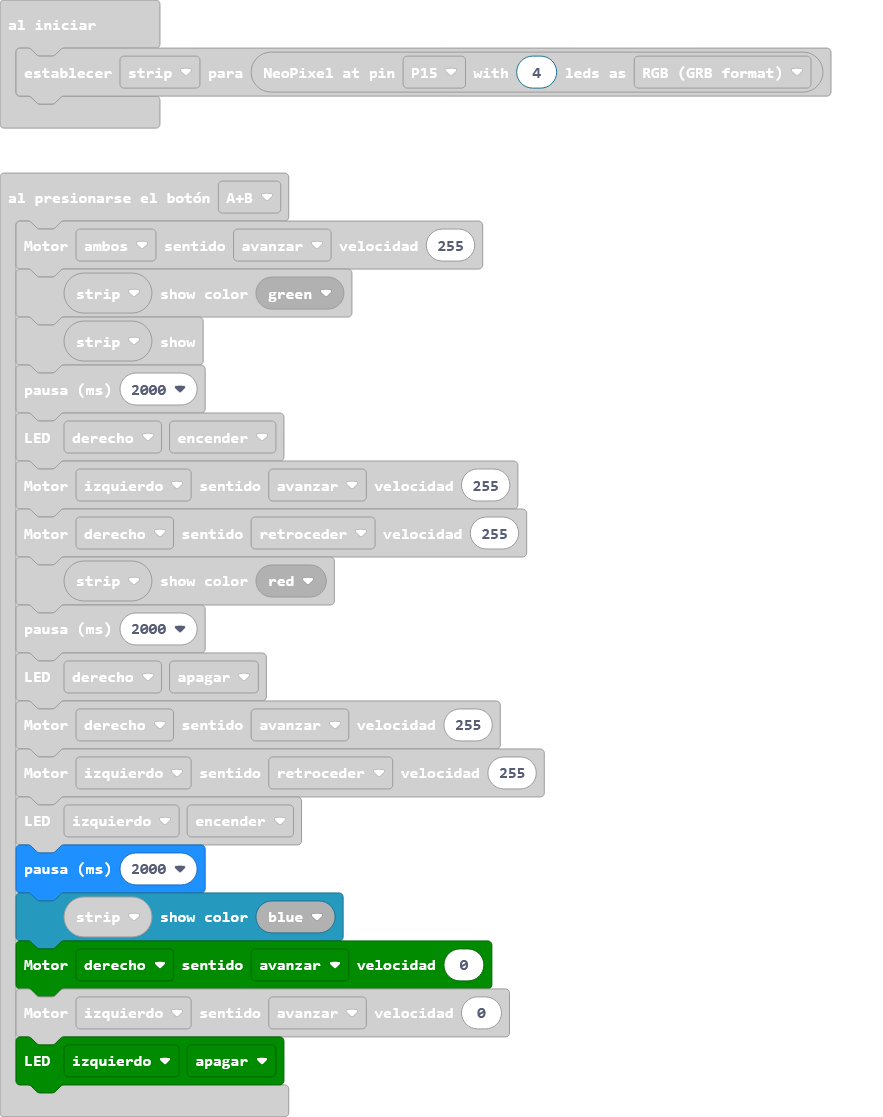 al iniciar
establecer strip para NeoPixel at pin P15 with 4 leds as RGB (GRB format)
al presionarse el botón A+B
Motor ambos sentido avanzar velocidad 255
strip show color green
strip show
pausa (ms) 2000
LED derecho encender
Motor izquierdo sentido avanzar velocidad 255
Motor derecho sentido retroceder velocidad 255
strip show color red
pausa (ms) 2000
LED derecho apagar
Motor derecho sentido avanzar velocidad 255
Motor izquierdo sentido retroceder velocidad 255
LED izquierdo encender
pausa (ms) 2000
strip show color blue
Motor derecho sentido avanzar velocidad 0
Motor izquierdo sentido avanzar velocidad 0
LED izquierdo apagar